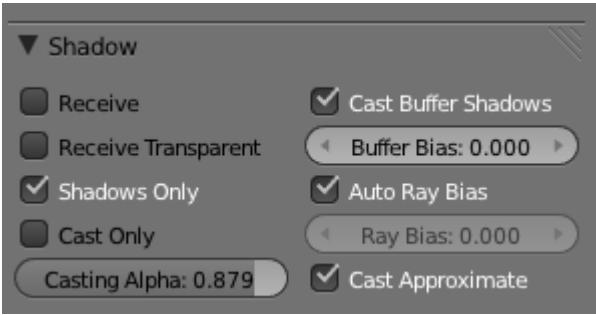 Shadow
Receive
Receive Transparent
Shadows Only
Cast Only
Casting Alpha: 0.879
Cast Buffer Shadows
Buffer Bias: 0.000
Auto Ray Bias
Ray Bias: 0.000
Cast Approximate